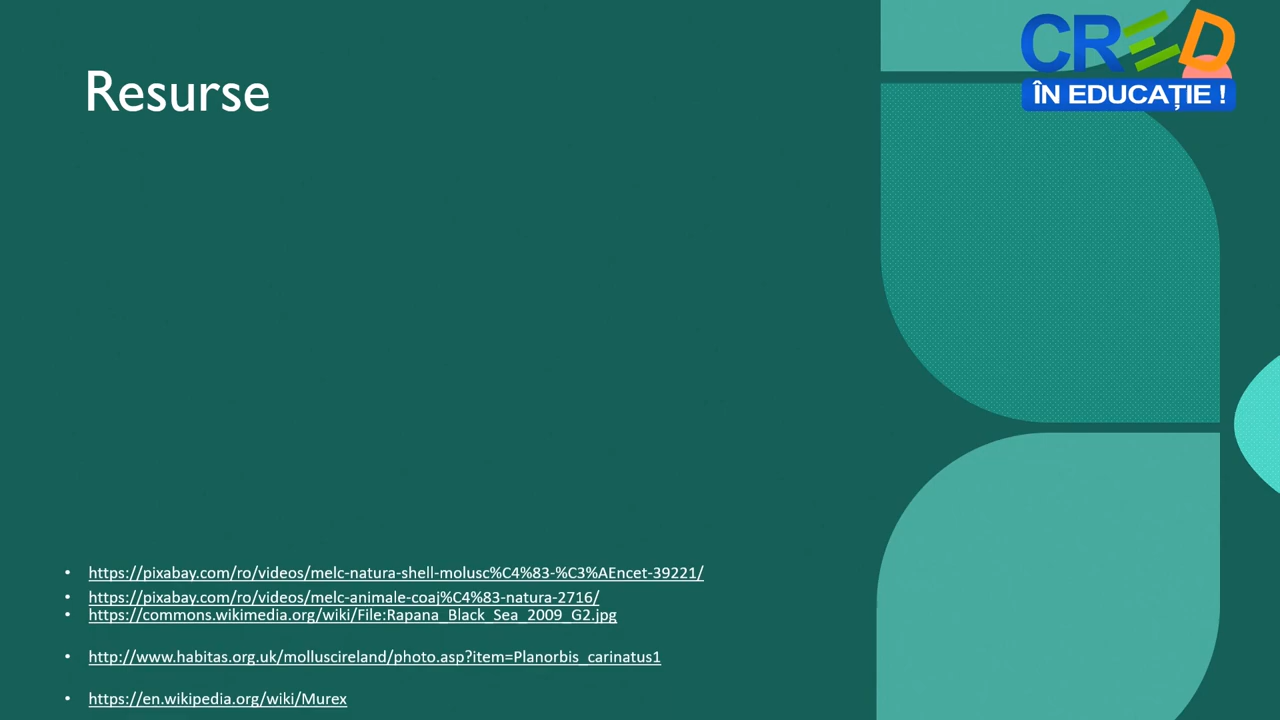 CRED
ÎN EDUCAȚIE !
Resurse
• https://pixabay.com/ro/videos/melc-natura-shell-molusc%C4%83-%C3%AEncet-39221/
• https://pixabay.com/ro/videos/melc-animale-coaj%C4%83-natura-2716/
• https://commons.wikimedia.org/wiki/File:Rapana_Black_Sea_2009_G2.jpg
• http://www.habitas.org.uk/molluscireland/photo.asp?item=Planorbis_carinatus1
• https://en.wikipedia.org/wiki/Murex